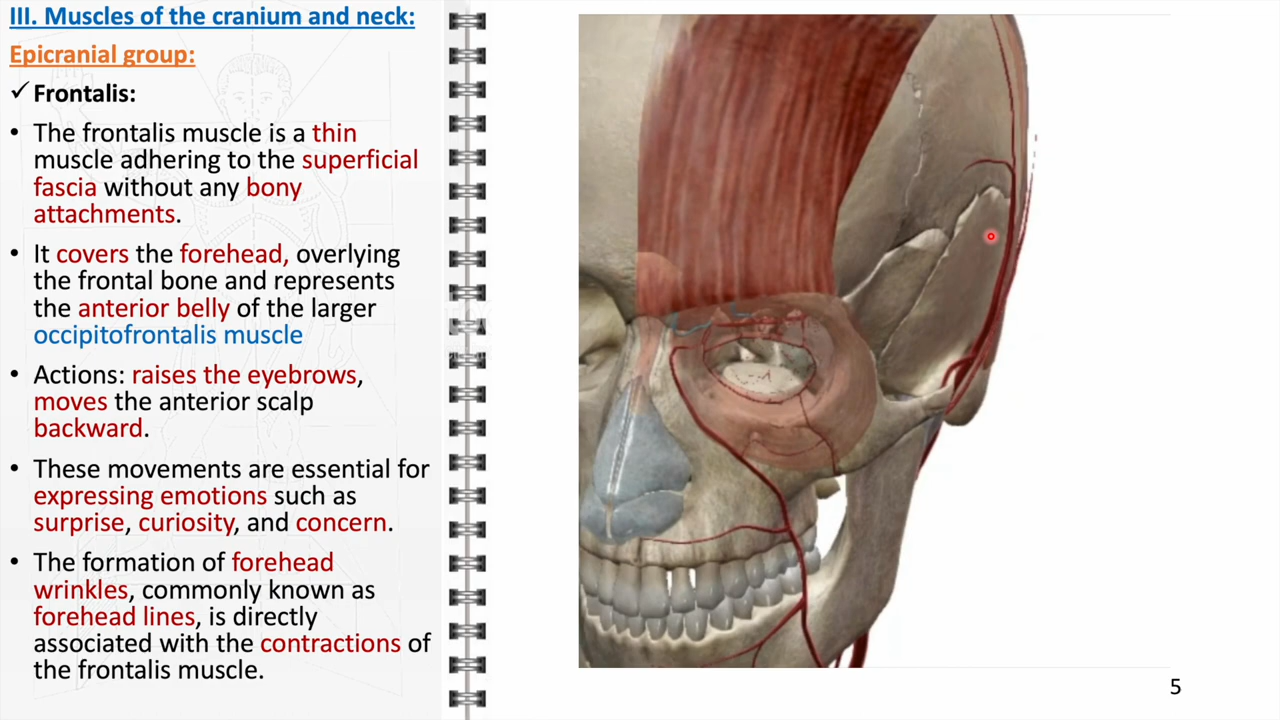 III. Muscles of the cranium and neck:
Epicranial group:
✓ Frontalis:
• The frontalis muscle is a thin
muscle adhering to the superficial
fascia without any bony
attachments.
• It covers the forehead, overlying
the frontal bone and represents
the anterior belly of the larger
occipitofrontalis muscle
• Actions: raises the eyebrows,
moves the anterior scalp
backward.
• These movements are essential for
expressing emotions such as
surprise, curiosity, and concern.
• The formation of forehead
wrinkles, commonly known as
forehead lines, is directly
associated with the contractions of
the frontalis muscle.
5